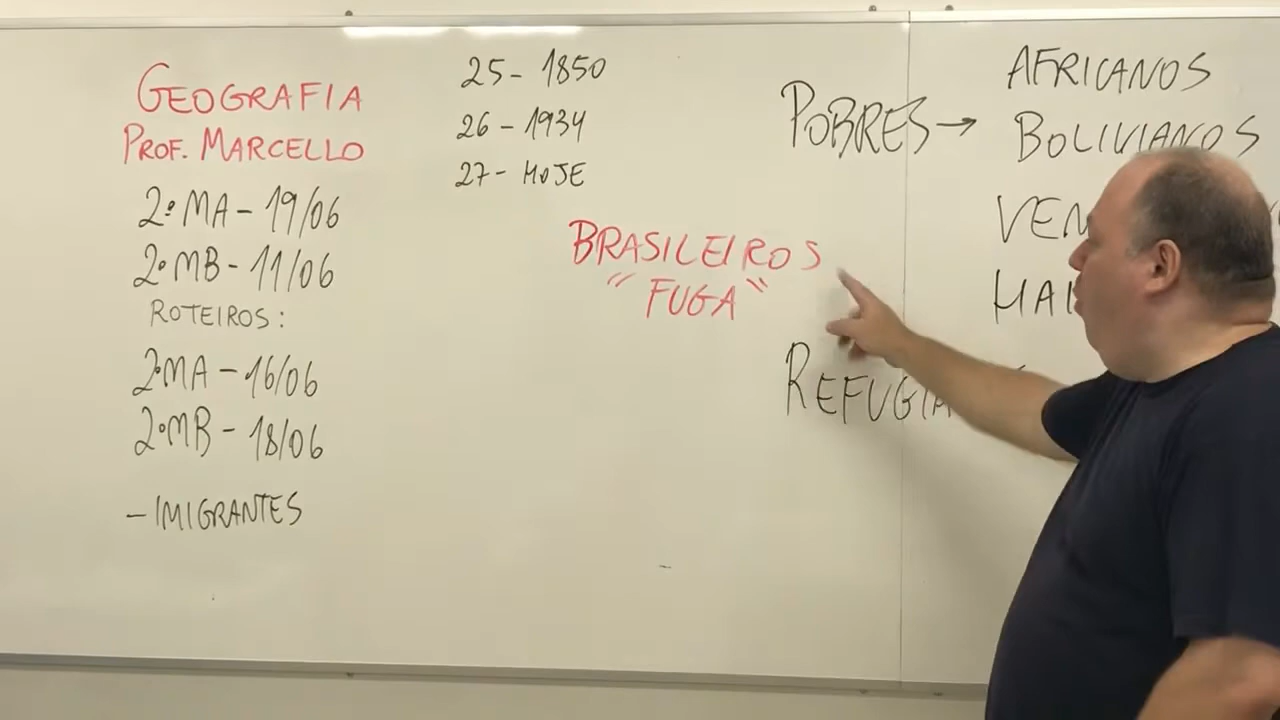 GEOGRAFIA
PROF. MARCELLO
2º MA - 19/06
2º MB - 11/06
ROTEIROS:
2º MA - 16/06
2º MB - 18/06
- IMIGRANTES
25 - 1850
26 - 1934
27 - HOJE
BRASILEIROS
"FUGA"
POBRES →
AFRICANOS
BOLIVIANOS